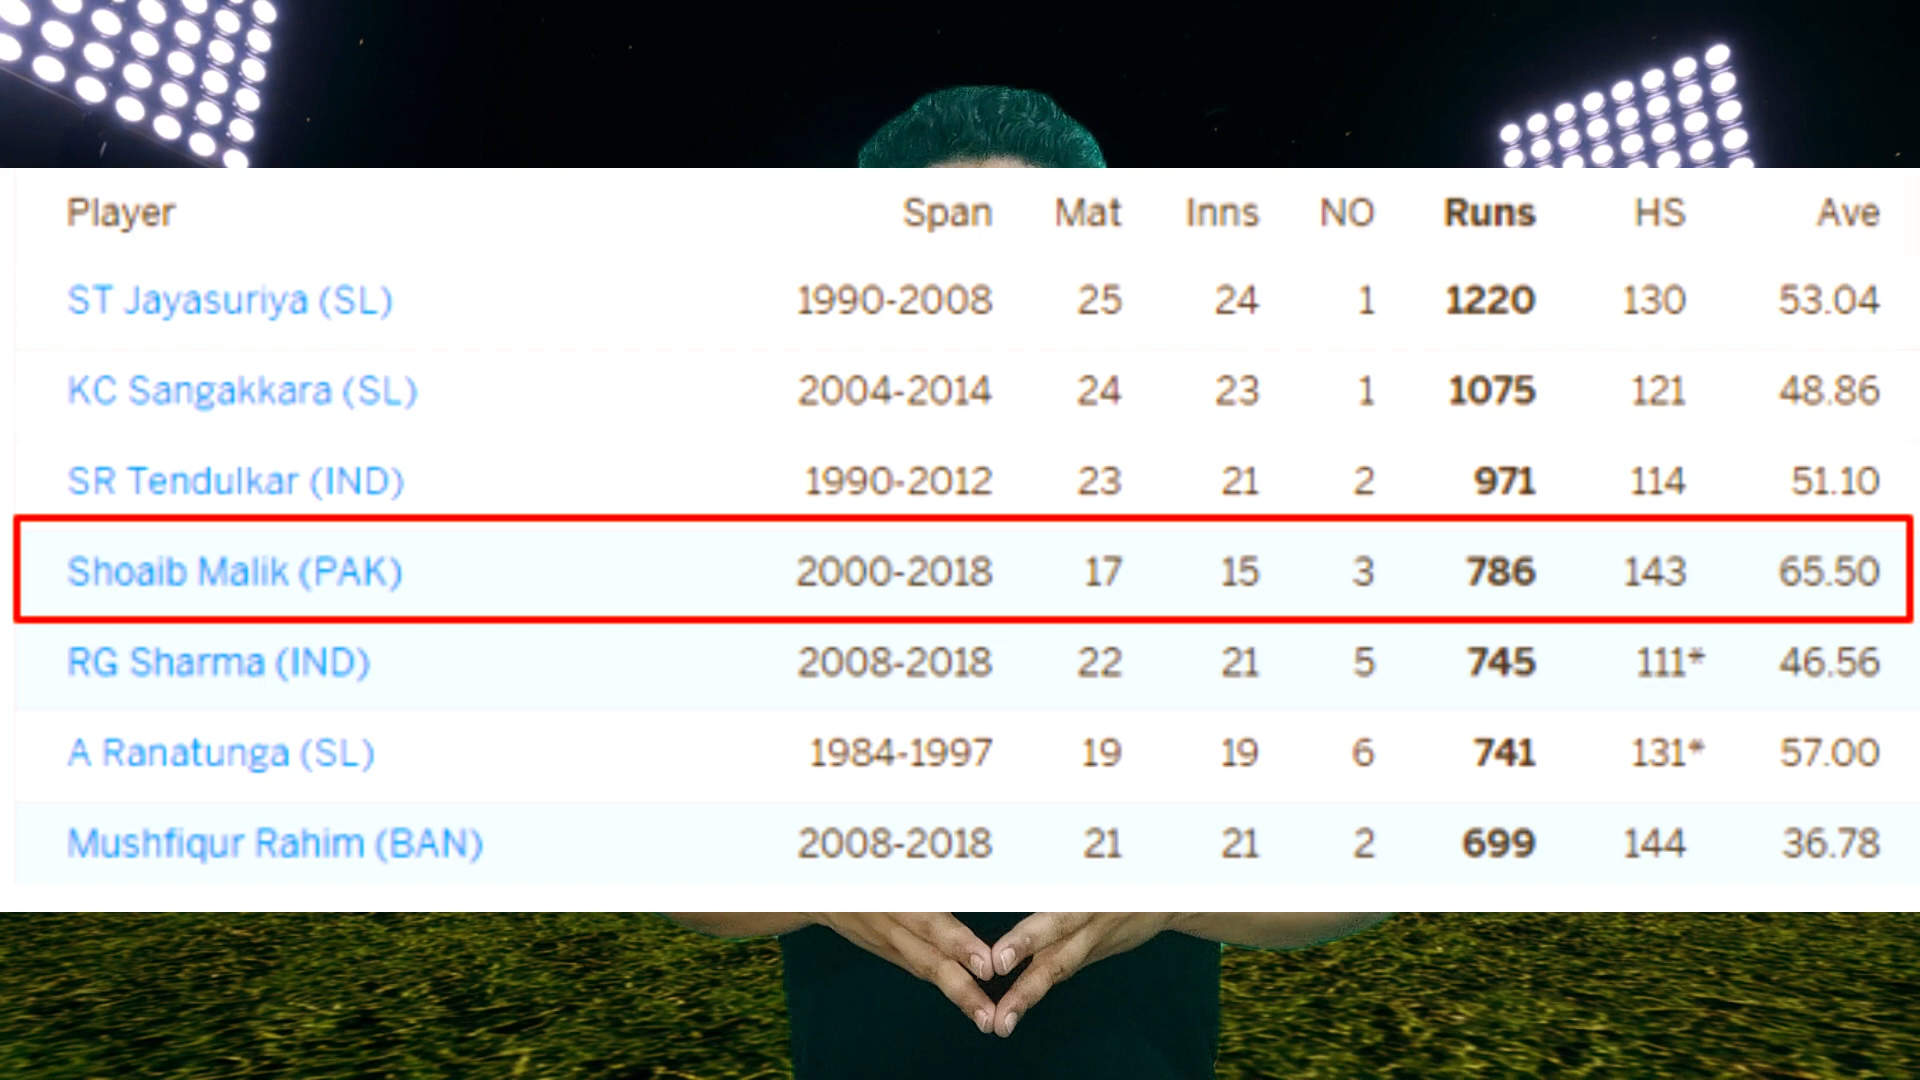 Player Span Mat Inns NO Runs HS Ave
ST Jayasuriya (SL) 1990-2008 25 24 1 1220 130 53.04
KC Sangakkara (SL) 2004-2014 24 23 1 1075 121 48.86
SR Tendulkar (IND) 1990-2012 23 21 2 971 114 51.10
Shoaib Malik (PAK) 2000-2018 17 15 3 786 143 65.50
RG Sharma (IND) 2008-2018 22 21 5 745 111* 46.56
A Ranatunga (SL) 1984-1997 19 19 6 741 131* 57.00
Mushfiqur Rahim (BAN) 2008-2018 21 21 2 699 144 36.78